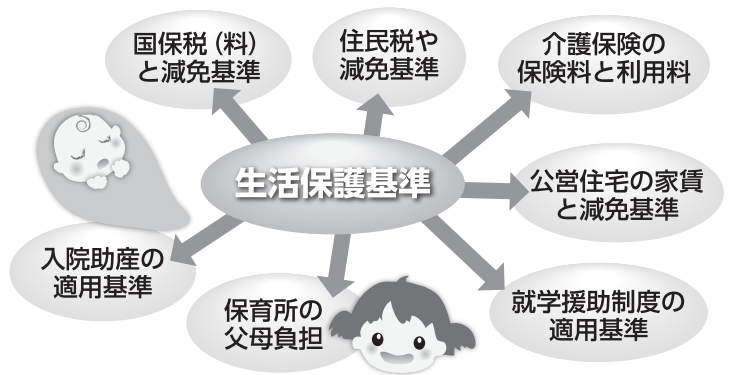 国保税（料）
と減免基準
住民税や
減免基準
介護保険の
保険料と利用料
生活保護基準
公営住宅の家賃
と減免基準
入院助産の
適用基準
保育所の
父母負担
就学援助制度の
適用基準